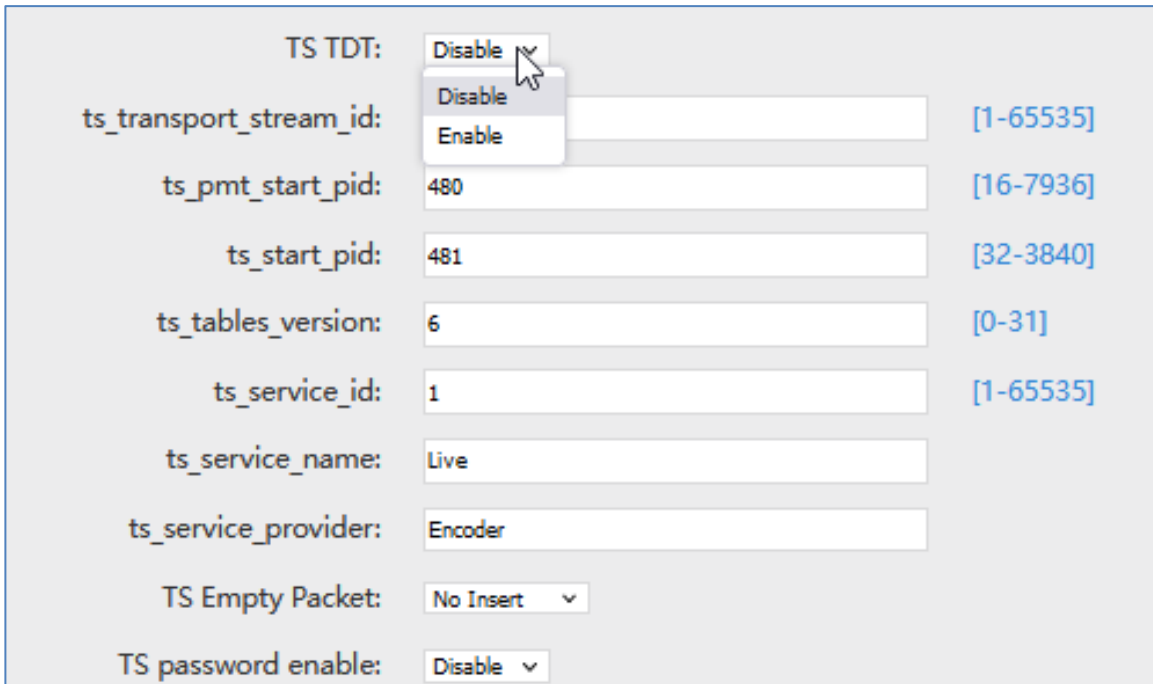 TS TDT: Disable
Disable
ts_transport_stream_id: [1-65535]
Enable
ts_pmt_start_pid: 480 [16-7936]
ts_start_pid: 481 [32-3840]
ts_tables_version: 6 [0-31]
ts_service_id: 1 [1-65535]
ts_service_name: Live
ts_service_provider: Encoder
TS Empty Packet: No Insert
TS password enable: Disable